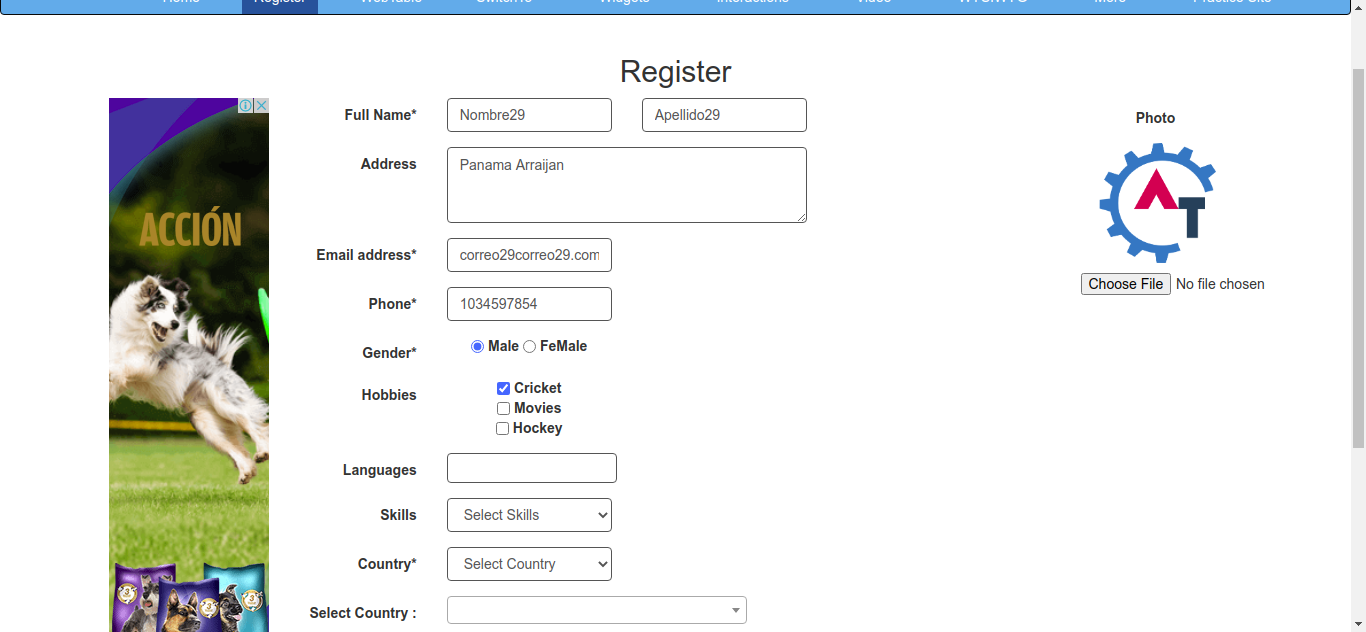 Home Register WebTable SwitchTo Widgets Interactions Video WYSIWYG More Practice Site
Register
Full Name* Nombre29 Apellido29
Photo
Address Panama Arraijan
ACCIÓN
AT
Email address* correo29correo29.com
Choose File No file chosen
Phone* 1034597854
Gender* Male FeMale
Hobbies Cricket
Movies
Hockey
Languages
Skills Select Skills
Country* Select Country
Select Country :